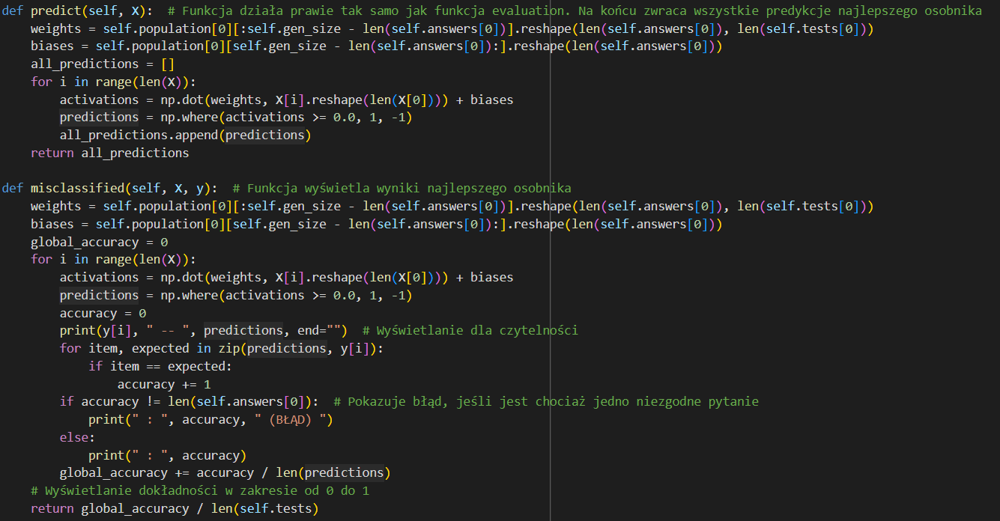 def predict(self, X):  # Funkcja działa prawie tak samo jak funkcja evaluation. Na końcu zwraca wszystkie predykcje najlepszego osobnika
    weights = self.population[0][:self.gen_size - len(self.answers[0])].reshape(len(self.answers[0]), len(self.tests[0]))
    biases = self.population[0][self.gen_size - len(self.answers[0]):].reshape(len(self.answers[0]))
    all_predictions = []
    for i in range(len(X)):
        activations = np.dot(weights, X[i].reshape(len(X[0]))) + biases
        predictions = np.where(activations >= 0.0, 1, -1)
        all_predictions.append(predictions)
    return all_predictions

def misclassified(self, X, y):  # Funkcja wyświetla wyniki najlepszego osobnika
    weights = self.population[0][:self.gen_size - len(self.answers[0])].reshape(len(self.answers[0]), len(self.tests[0]))
    biases = self.population[0][self.gen_size - len(self.answers[0]):].reshape(len(self.answers[0]))
    global_accuracy = 0
    for i in range(len(X)):
        activations = np.dot(weights, X[i].reshape(len(X[0]))) + biases
        predictions = np.where(activations >= 0.0, 1, -1)
        accuracy = 0
        print(y[i], " -- ", predictions, end="")  # Wyświetlanie dla czytelności
        for item, expected in zip(predictions, y[i]):
            if item == expected:
                accuracy += 1
        if accuracy != len(self.answers[0]):  # Pokazuje błąd, jeśli jest chociaż jedno niezgodne pytanie
            print(" : ", accuracy, " (BŁĄD) ")
        else:
            print(" : ", accuracy)
        global_accuracy += accuracy / len(predictions)
    # Wyświetlanie dokładności w zakresie od 0 do 1
    return global_accuracy / len(self.tests)